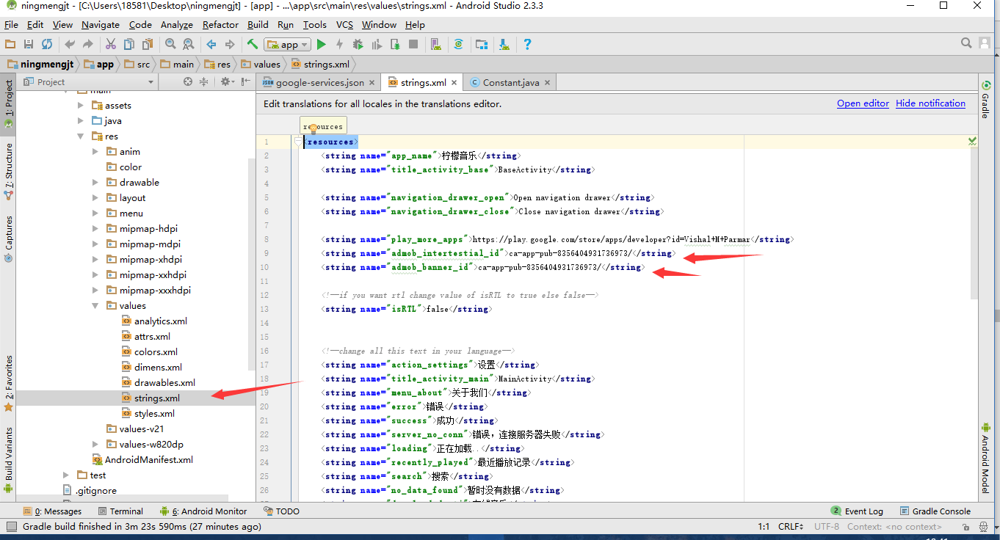 ningmengjt - [C:\Users\18581\Desktop\ningmengjt] - [app] - ...\app\src\main\res\values\strings.xml - Android Studio 2.3.3
File Edit View Navigate Code Analyze Refactor Build Run Tools VCS Window Help
app
ningmengjt app src main res values strings.xml
Project
google-services.json strings.xml Constant.java
1: Project
7: Structure
Captures
2: Favorites
Build Variants
main
assets
java
res
anim
color
drawable
layout
menu
mipmap-hdpi
mipmap-mdpi
mipmap-xhdpi
mipmap-xxhdpi
mipmap-xxxhdpi
values
analytics.xml
attrs.xml
colors.xml
dimens.xml
drawables.xml
strings.xml
styles.xml
values-v21
values-w820dp
AndroidManifest.xml
test
.gitignore
Edit translations for all locales in the translations editor. Open editor Hide notification
resources
1 <resources>
2 <string name="app_name">柠檬音乐</string>
3 <string name="title_activity_base">BaseActivity</string>
4
5 <string name="navigation_drawer_open">Open navigation drawer</string>
6 <string name="navigation_drawer_close">Close navigation drawer</string>
7
8 <string name="play_more_apps">https://play.google.com/store/apps/developer?id=Vishal+M+Parmar</string>
9 <string name="admob_intertestial_id">ca-app-pub-8356404931736973/</string>
10 <string name="admob_banner_id">ca-app-pub-8356404931736973/</string>
11
12 <!--if you want rtl change value of isRTL to true else false-->
13 <string name="isRTL">false</string>
14
15
16 <!--change all this text in your language-->
17 <string name="action_settings">设置</string>
18 <string name="title_activity_main">MainActivity</string>
19 <string name="menu_about">关于我们</string>
20 <string name="error">错误</string>
21 <string name="success">成功</string>
22 <string name="server_no_conn">错误，连接服务器失败</string>
23 <string name="loading">正在加载..</string>
24 <string name="recently_played">最近播放记录</string>
25 <string name="search">搜索</string>
26 <string name="no_data_found">暂时没有数据</string>
Gradle
Android Model
0: Messages Terminal 6: Android Monitor TODO 2 Event Log Gradle Console
Gradle build finished in 3m 23s 590ms (27 minutes ago) 1:1 CRLF UTF-8 Context: <no context>